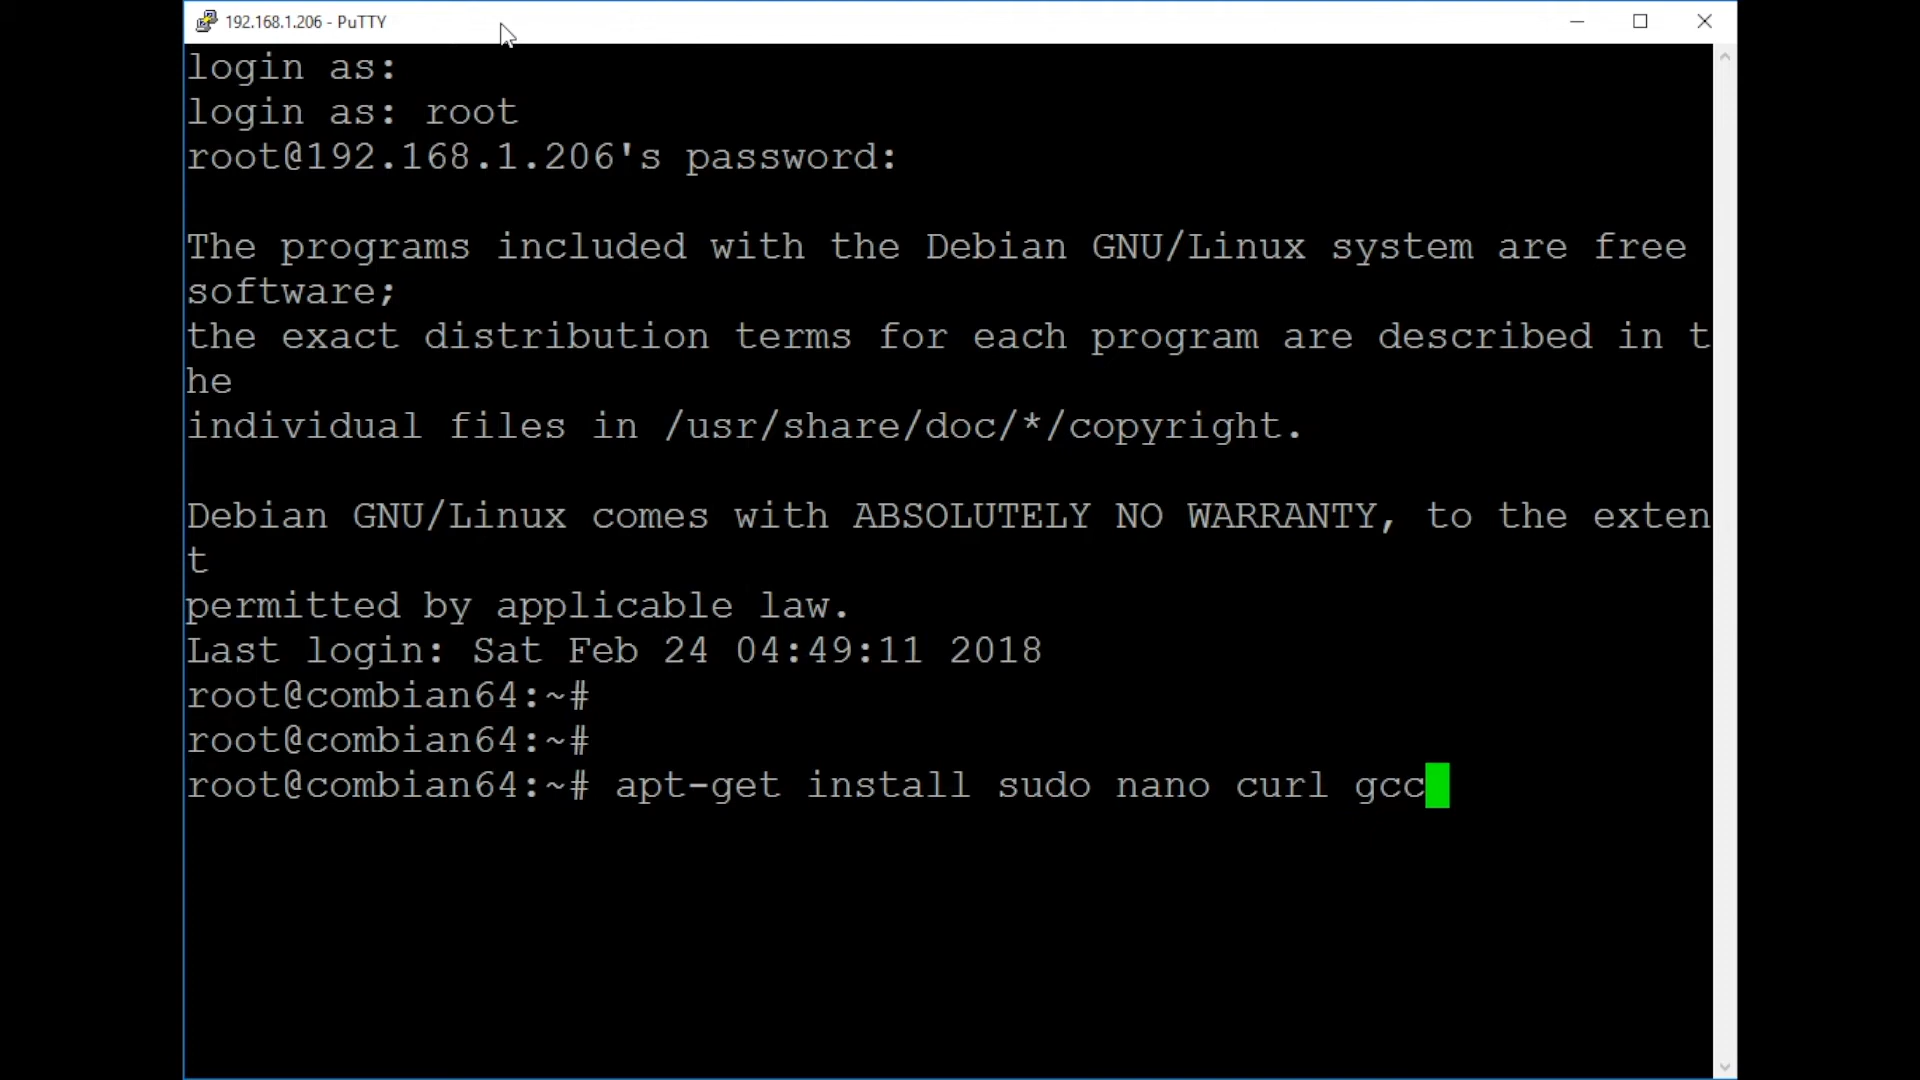 192.168.1.206 - PuTTY
login as:
login as: root
root@192.168.1.206's password:
The programs included with the Debian GNU/Linux system are free
software;
the exact distribution terms for each program are described in t
he
individual files in /usr/share/doc/*/copyright.
Debian GNU/Linux comes with ABSOLUTELY NO WARRANTY, to the exten
t
permitted by applicable law.
Last login: Sat Feb 24 04:49:11 2018
root@combian64:~#
root@combian64:~#
root@combian64:~# apt-get install sudo nano curl gcc